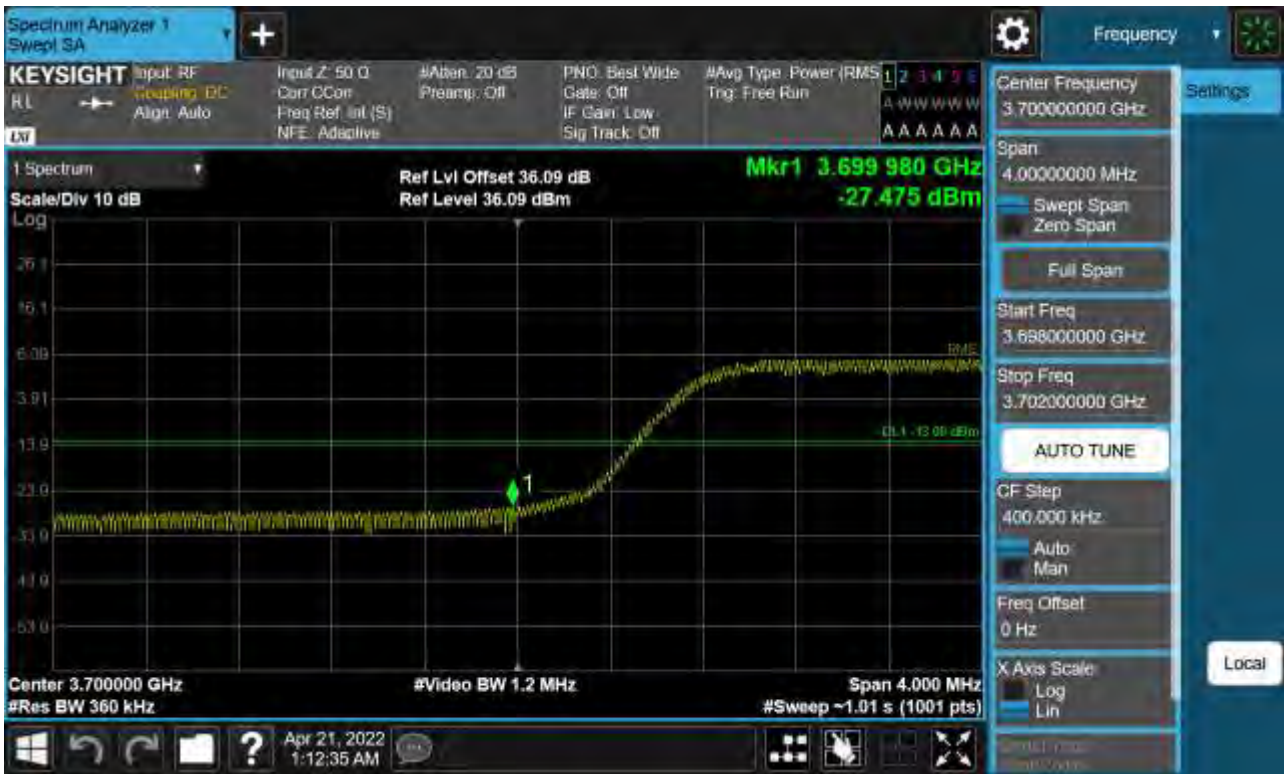 Spectrum Analyzer 1
Swept SA
Frequency
KEYSIGHT
RL
Input: RF
Coupling: DC
Align: Auto
Input Z: 50 Ω
Corr CCorr
Freq Ref: Int (S)
NFE: Adaptive
#Atten: 20 dB
Preamp: Off
PNO: Best Wide
Gate: Off
IF Gain: Low
Sig Track: Off
#Avg Type: Power (RMS
Trig: Free Run
1 2 3 4 5 6
A W W W W W
A A A A A A
1 Spectrum
Scale/Div 10 dB
Log
Ref Lvl Offset 36.09 dB
Ref Level 36.09 dBm
Mkr1 3.699 980 GHz
-27.475 dBm
26.1
16.1
6.09
-3.91
-13.9
-23.9
-33.9
-43.9
-53.9
DL1 -13.00 dBm
1
Center 3.700000 GHz
#Res BW 360 kHz
#Video BW 1.2 MHz
Span 4.000 MHz
#Sweep ~1.01 s (1001 pts)
Center Frequency
3.700000000 GHz
Settings
Span
4.00000000 MHz
Swept Span
Zero Span
Full Span
Start Freq
3.698000000 GHz
Stop Freq
3.702000000 GHz
AUTO TUNE
CF Step
400.000 kHz
Auto
Man
Freq Offset
0 Hz
X Axis Scale
Log
Lin
Local
?
Apr 21, 2022
1:12:35 AM